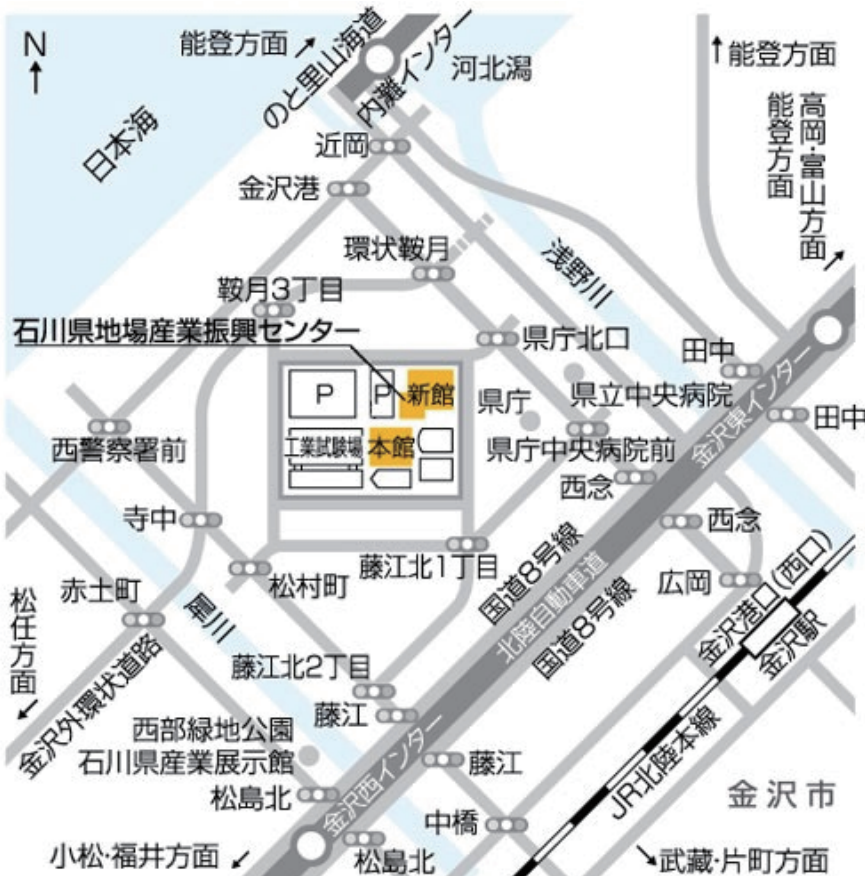 N
能登方面
のと里山海道
内灘インター
河北潟
能登方面
高岡・富山方面
能登方面
日本海
近岡
金沢港
環状鞍月
浅野川
鞍月3丁目
石川県地場産業振興センター
県庁北口
田中
P
P
新館
県庁
県立中央病院
金沢東インター
田中
西警察署前
工業試験場
本館
県庁中央病院前
西念
寺中
西念
藤江北1丁目
国道8号線
北陸自動車道
国道8号線
広岡
松村町
赤土町
松任方面
犀川
金沢港口(西口)
金沢駅
金沢外環状道路
藤江北2丁目
藤江
西部緑地公園
石川県産業展示館
藤江
JR北陸本線
松島北
金沢西インター
金沢市
中橋
小松・福井方面
松島北
武蔵・片町方面